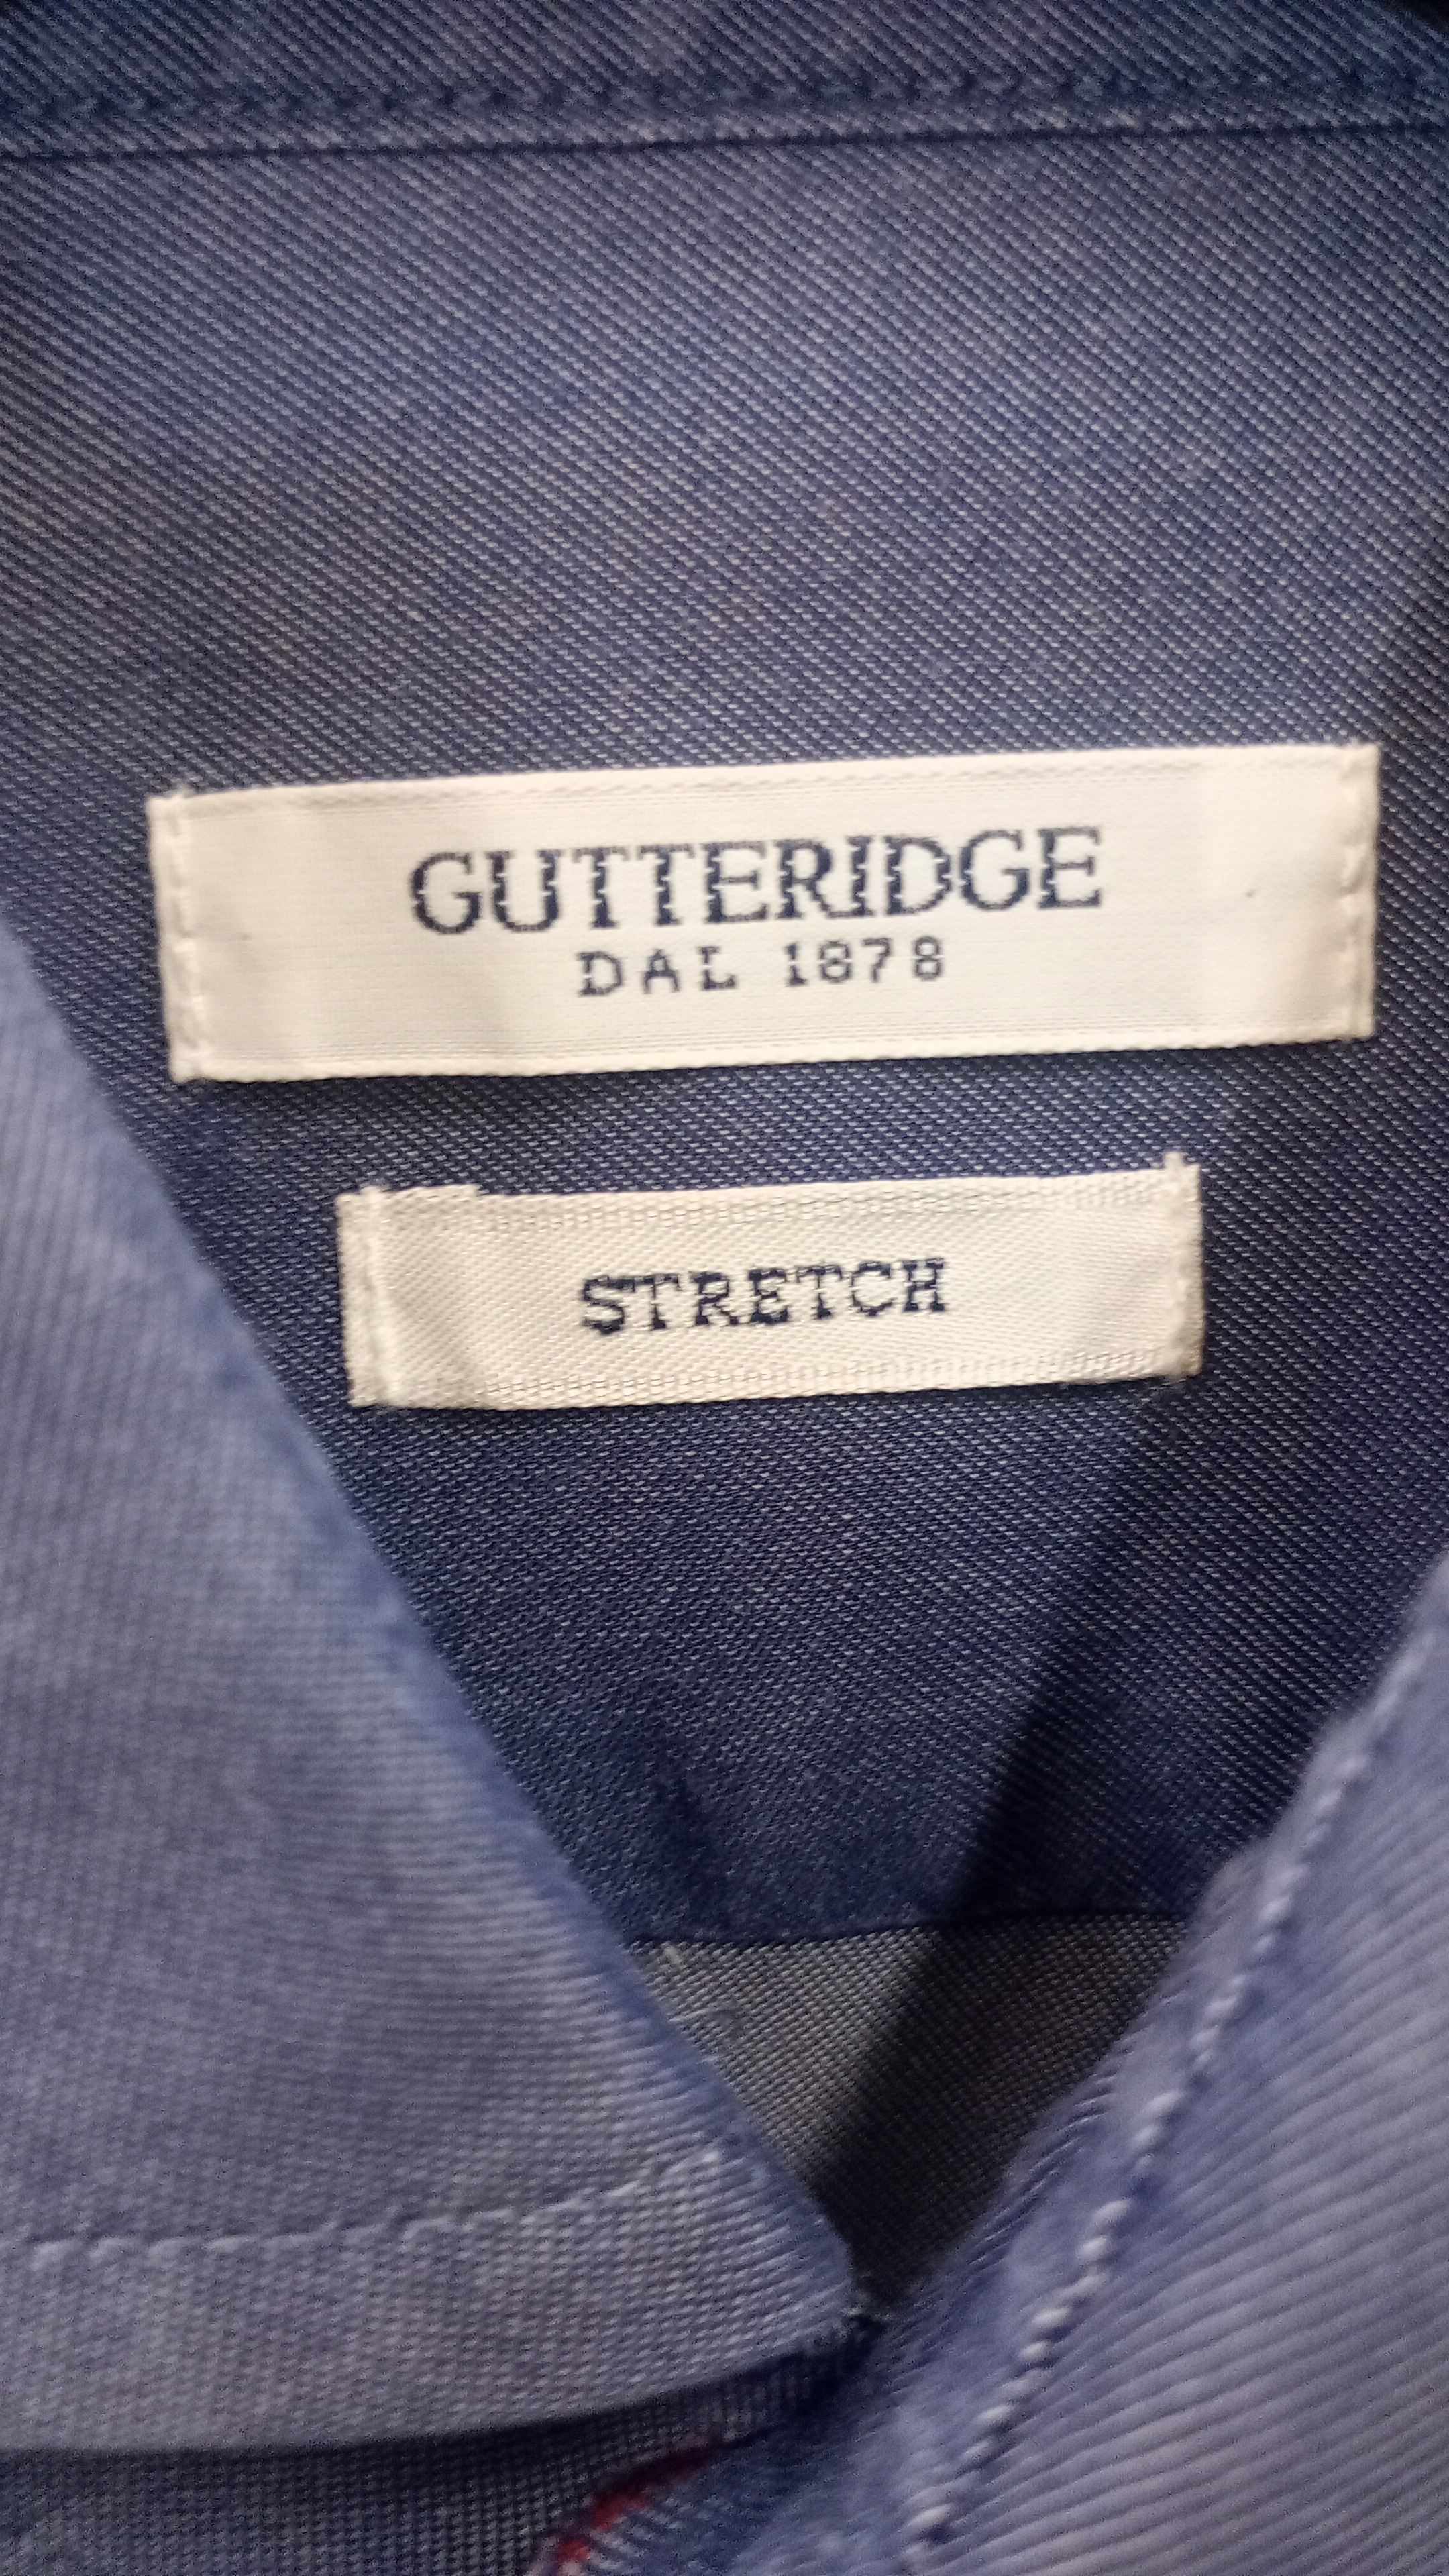 GUTTERIDGE
DAL 1878
STRETCH